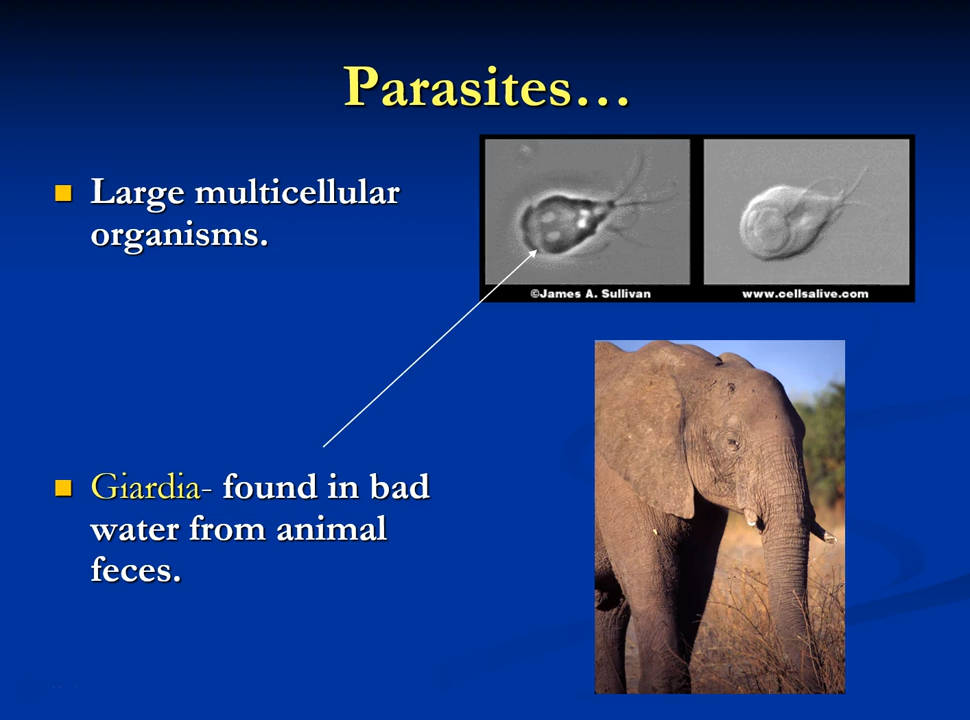 Parasites…
Large multicellular
organisms.
©James A. Sullivan
www.cellsalive.com
Giardia- found in bad
water from animal
feces.